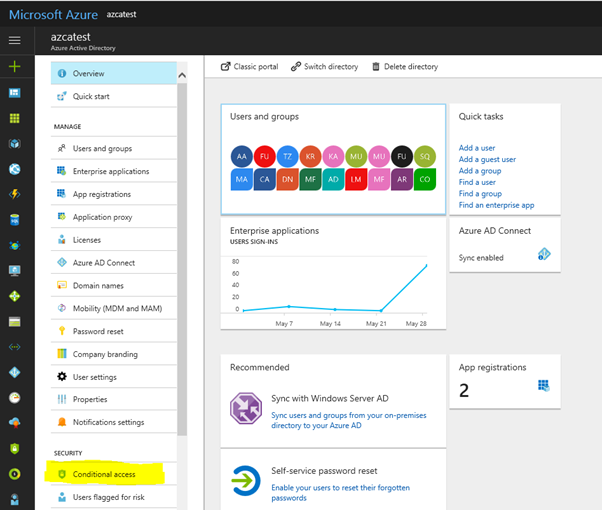 Microsoft Azure azcatest
azcatest
Azure Active Directory
Overview
Quick start
MANAGE
Users and groups
Enterprise applications
App registrations
Application proxy
Licenses
Azure AD Connect
Domain names
Mobility (MDM and MAM)
Password reset
Company branding
User settings
Properties
Notifications settings
SECURITY
Conditional access
Users flagged for risk
Classic portal Switch directory Delete directory
Users and groups
AA FU TZ KR KA MU MU FU SQ
MA CA DN MF AD LM MF AR CO
Quick tasks
Add a user
Add a guest user
Add a group
Find a user
Find a group
Find an enterprise app
Enterprise applications
USERS SIGN-INS
80
60
40
20
0
May 7 May 14 May 21 May 28
Azure AD Connect
Sync enabled
Recommended
Sync with Windows Server AD
Sync users and groups from your on-premises
directory to your Azure AD
Self-service password reset
Enable your users to reset their forgotten
passwords
App registrations
2